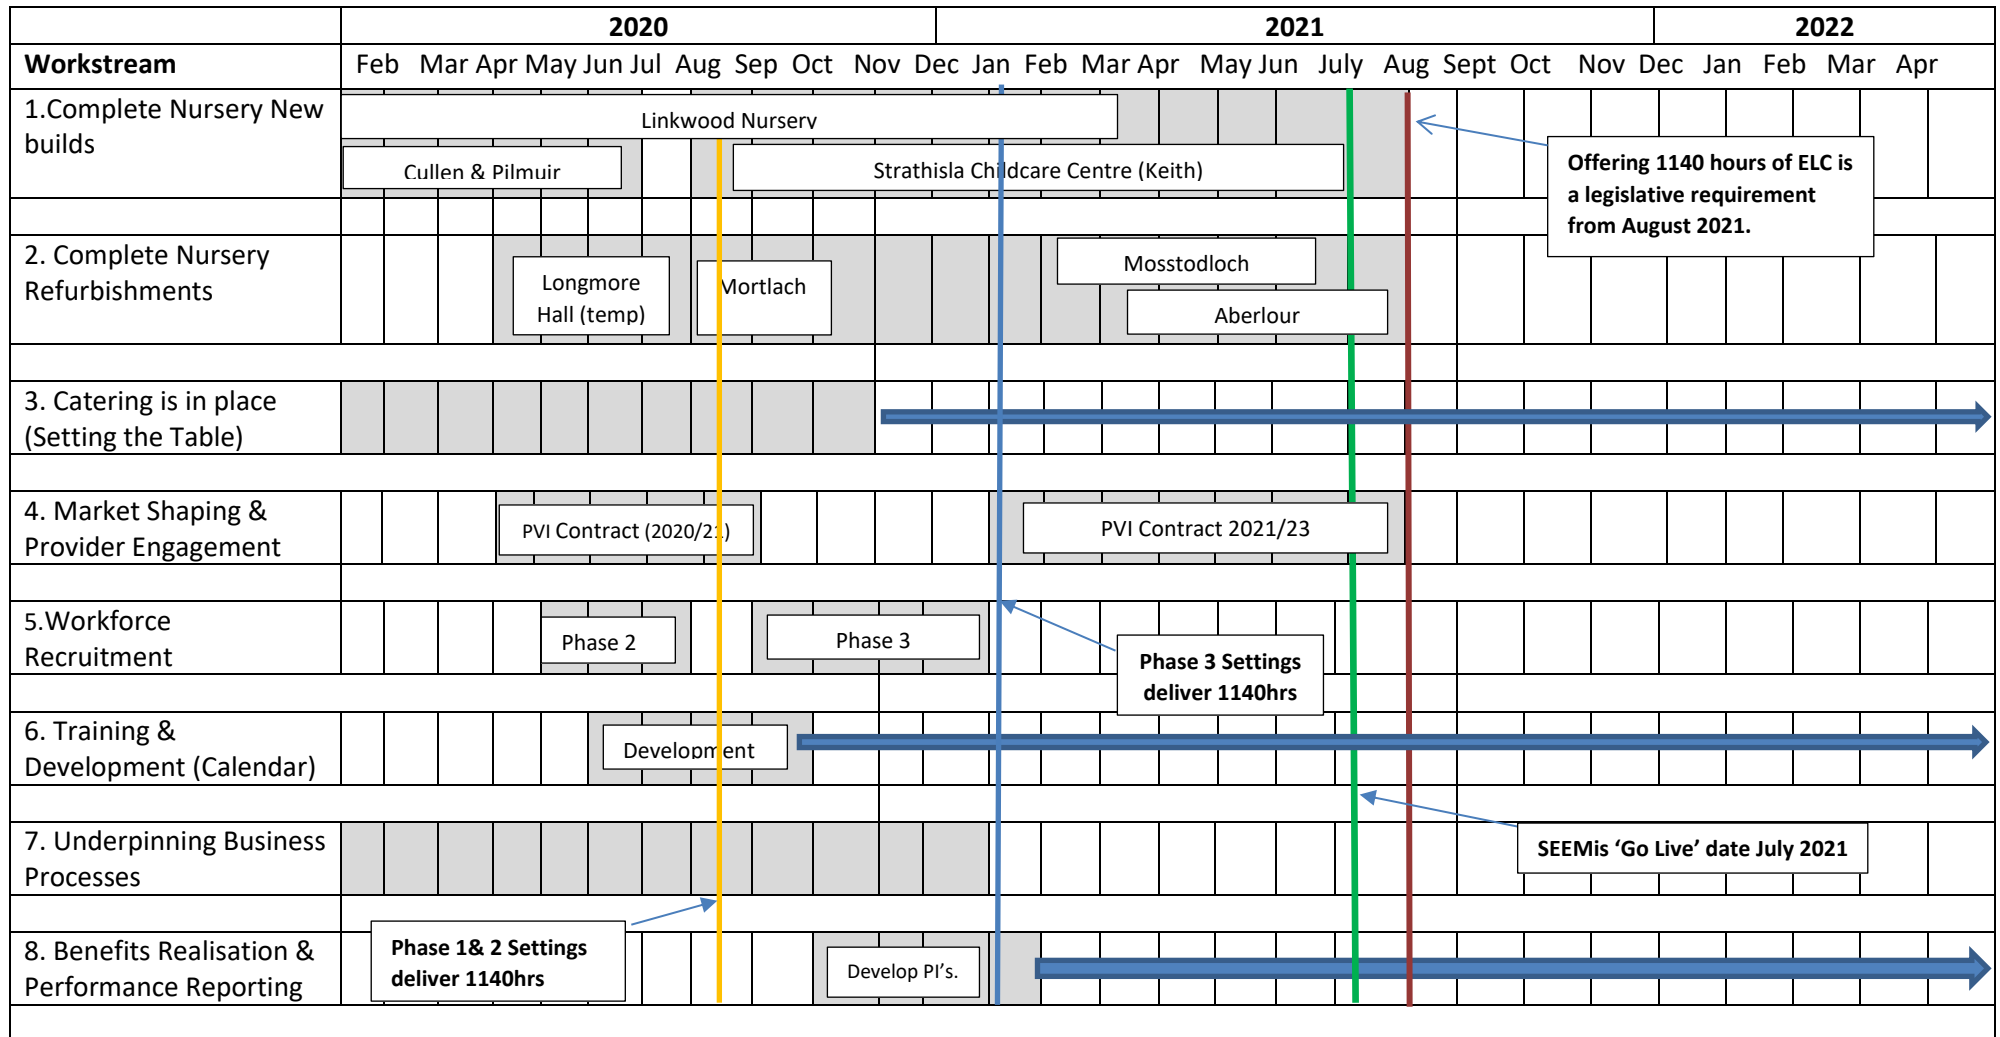 2020 2021 2022
Workstream Feb Mar Apr May Jun Jul Aug Sep Oct Nov Dec Jan Feb Mar Apr May Jun July Aug Sept Oct Nov Dec Jan Feb Mar Apr
1.Complete Nursery New
builds
Linkwood Nursery
Cullen & Pilmuir
Strathisla Childcare Centre (Keith)
Offering 1140 hours of ELC is
a legislative requirement
from August 2021.
2. Complete Nursery
Refurbishments
Longmore
Hall (temp)
Mortlach
Mosstodloch
Aberlour
3. Catering is in place
(Setting the Table)
4. Market Shaping &
Provider Engagement
PVI Contract (2020/21)
PVI Contract 2021/23
5.Workforce
Recruitment
Phase 2
Phase 3
Phase 3 Settings
deliver 1140hrs
6. Training &
Development (Calendar)
Development
7. Underpinning Business
Processes
SEEMis ‘Go Live’ date July 2021
Phase 1& 2 Settings
deliver 1140hrs
8. Benefits Realisation &
Performance Reporting
Develop PI’s.